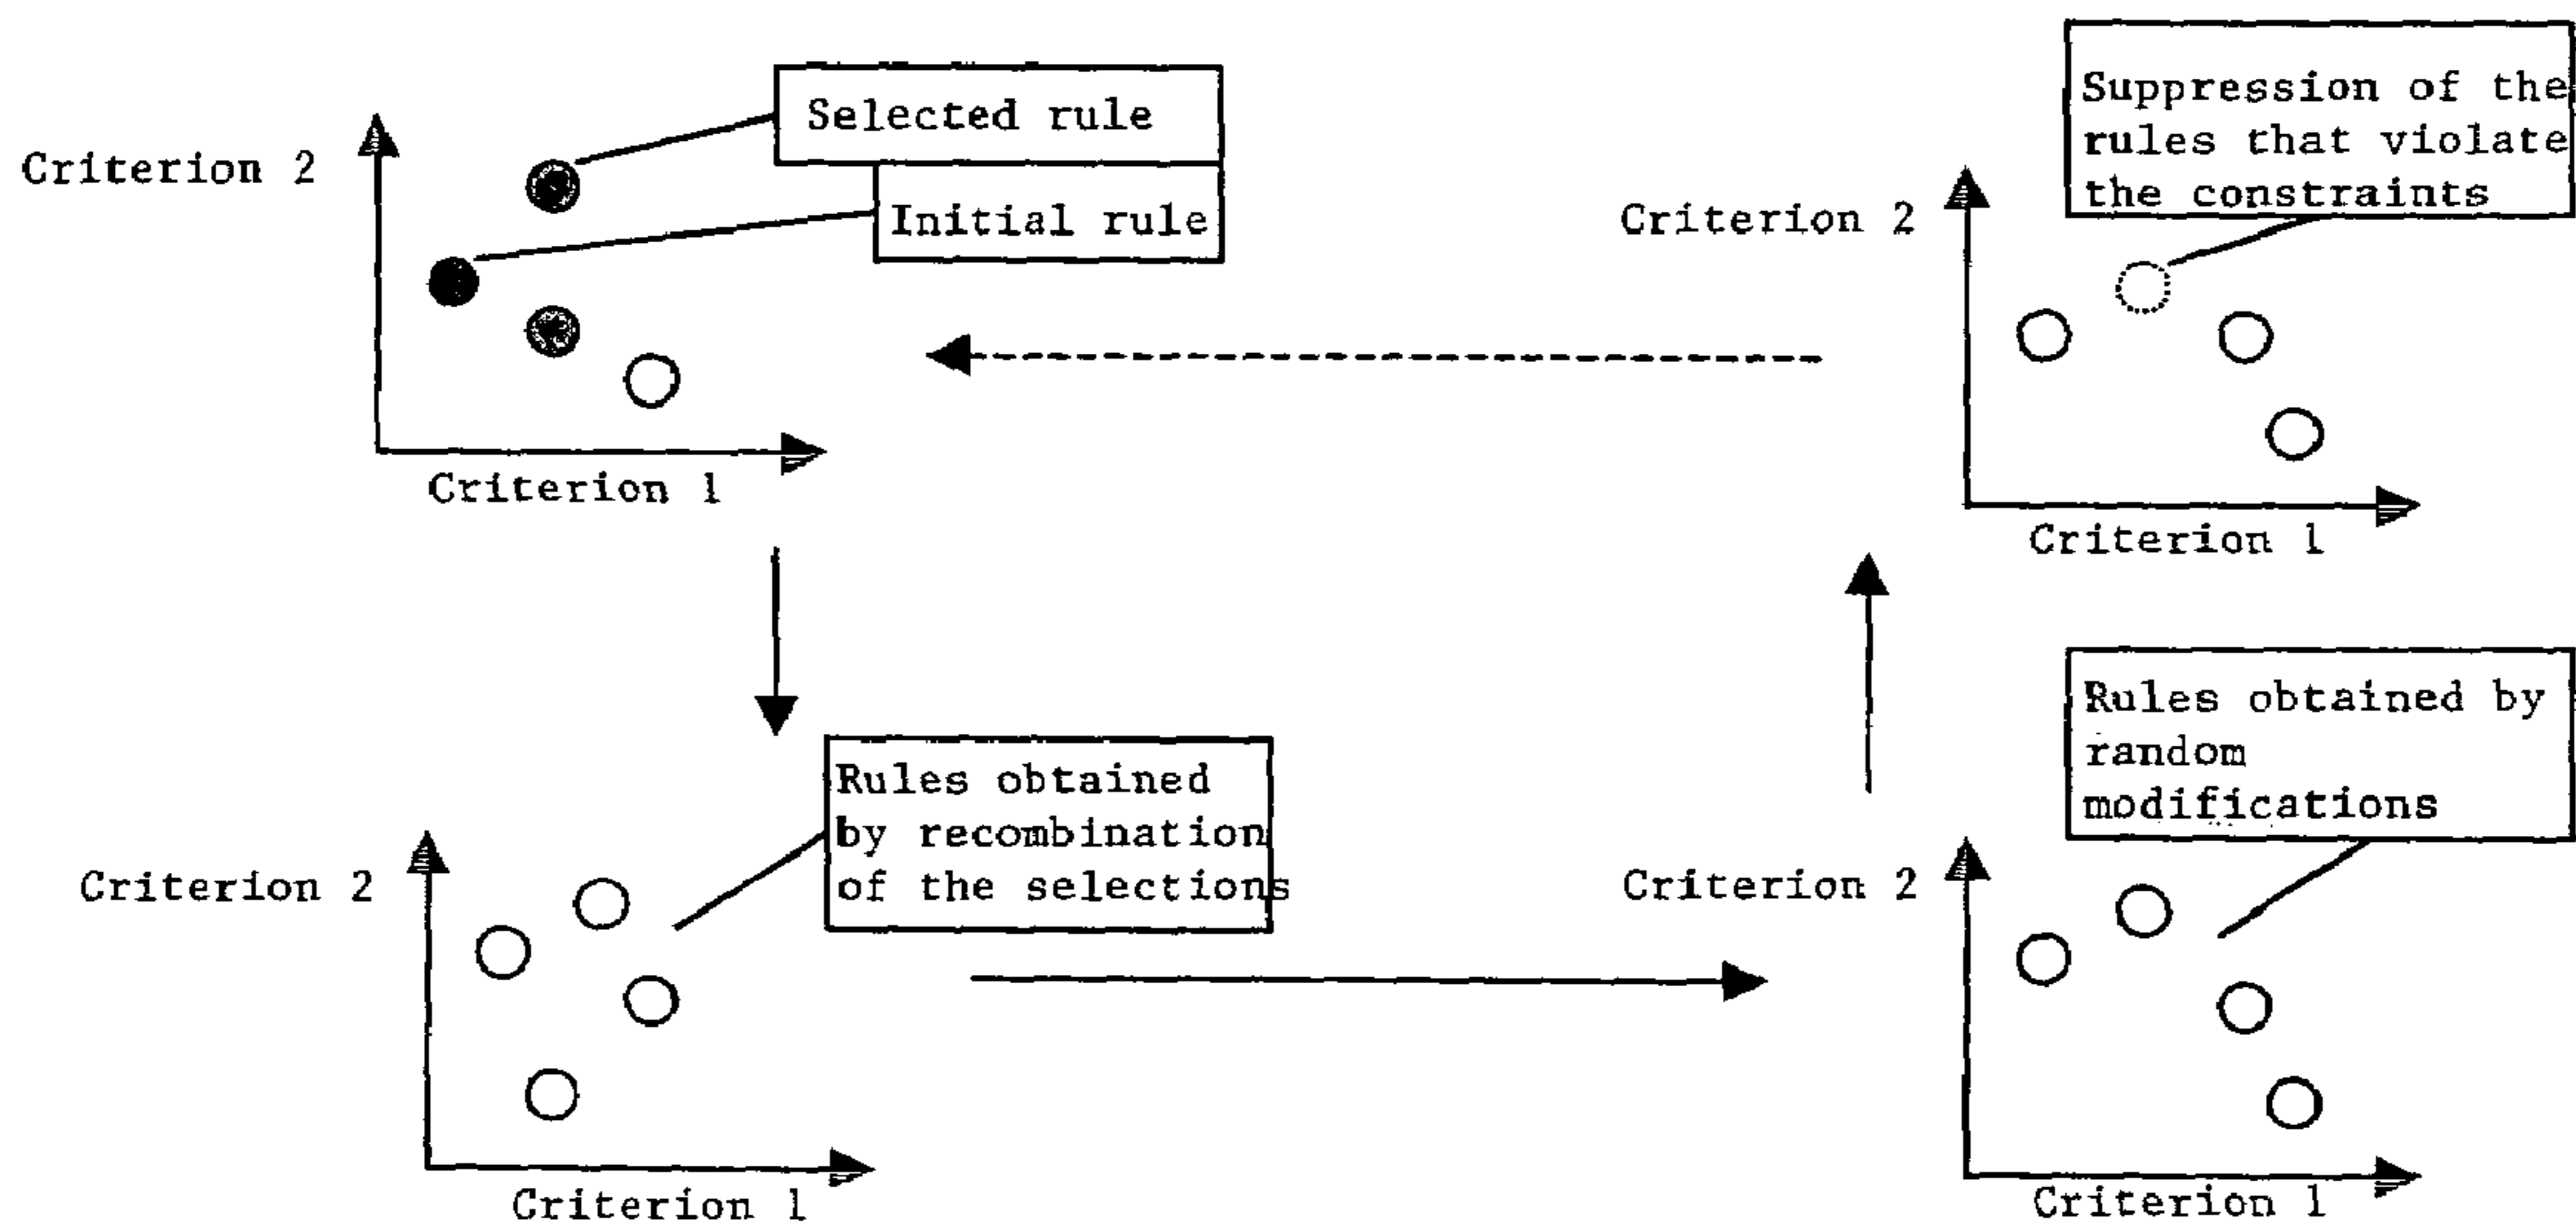 Selected rule
Criterion 2
Initial rule
Criterion 1
Suppression of the
rules that violate
the constraints
Criterion 2
Criterion 1
Rules obtained
by recombination
of the selections
Criterion 2
Criterion 1
Rules obtained by
random
modifications
Criterion 2
Criterion 1